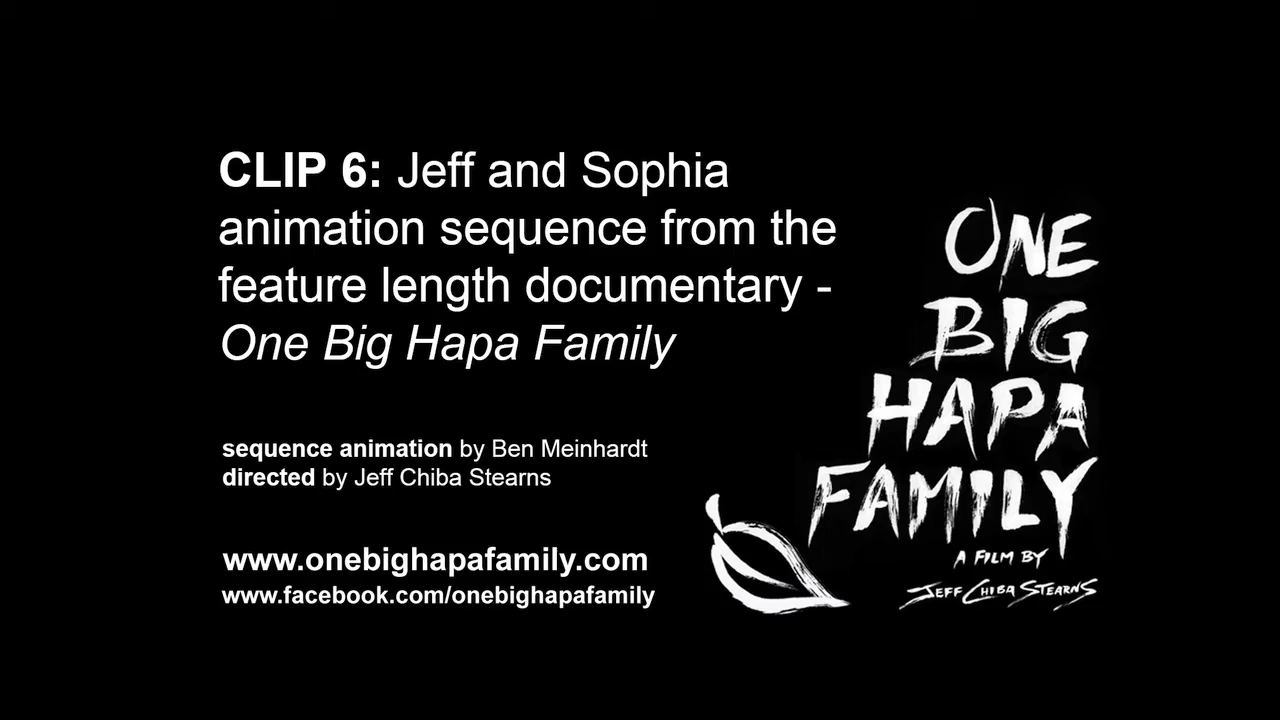 CLIP 6: Jeff and Sophia
animation sequence from the
feature length documentary -
One Big Hapa Family
sequence animation by Ben Meinhardt
directed by Jeff Chiba Stearns
www.onebighapafamily.com
www.facebook.com/onebighapafamily
ONE
BIG
HAPA
FAMILY
A FILM BY
JEFF CHIBA STEARNS